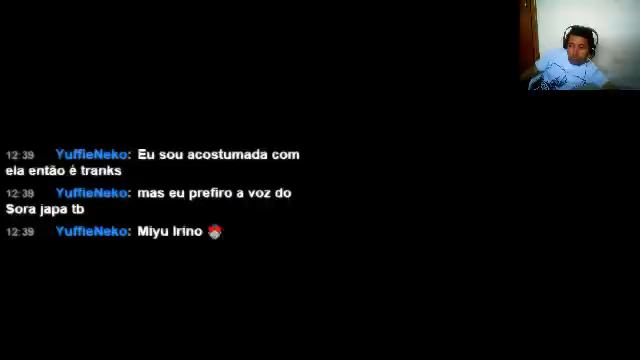 12:39 YuffieNeko: Eu sou acostumada com
ela então é tranks
12:39 YuffieNeko: mas eu prefiro a voz do
Sora japa tb
12:39 YuffieNeko: Miyu Irino